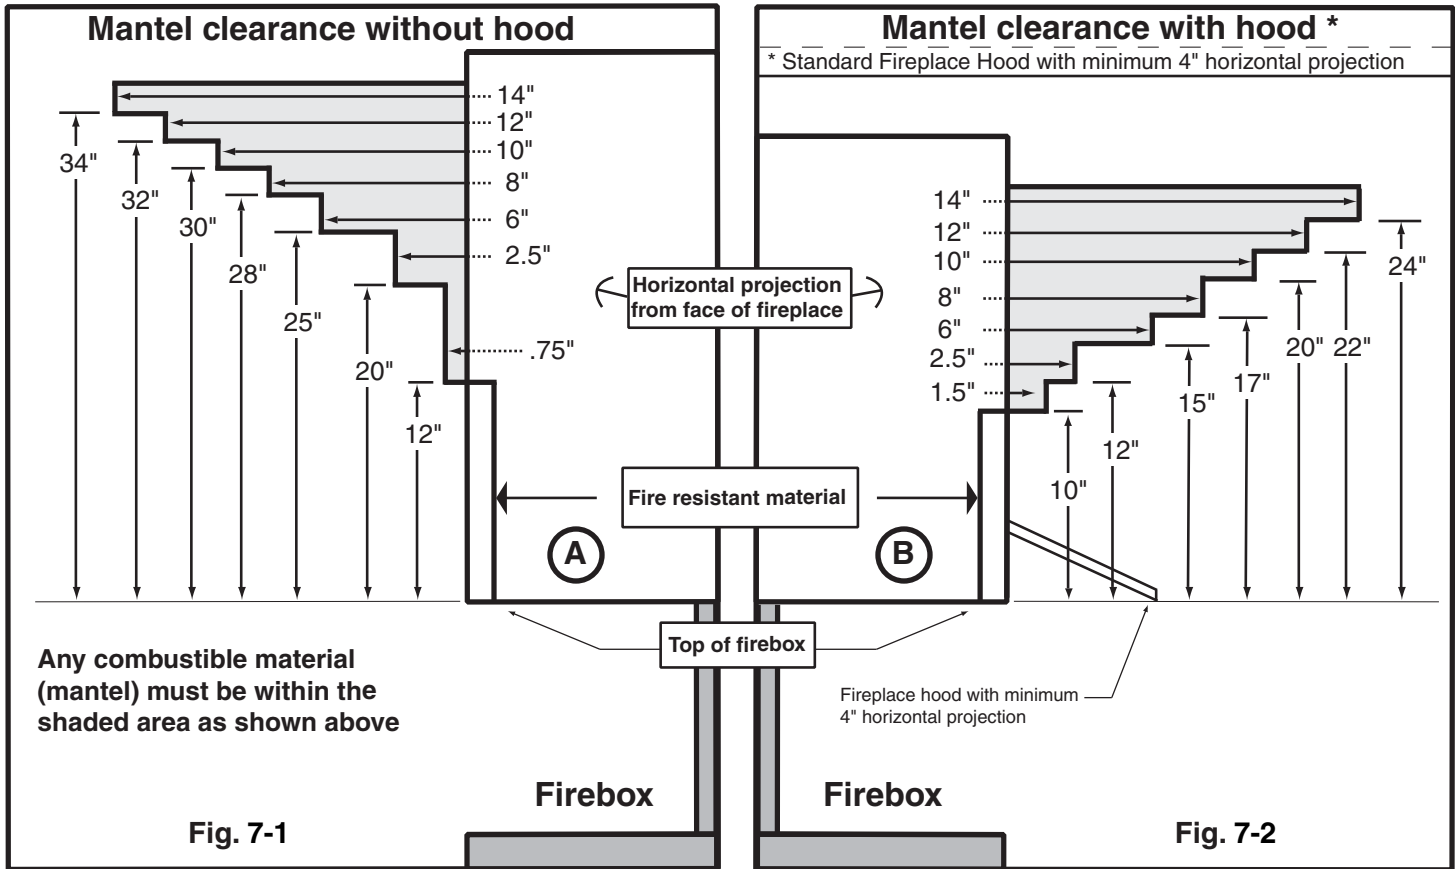 Mantel clearance without hood
14"
12"
10"
8"
6"
2.5"
.75"
34"
32"
30"
28"
25"
20"
12"
A
Any combustible material
(mantel) must be within the
shaded area as shown above
Firebox
Fig. 7-1
Horizontal projection
from face of fireplace
Fire resistant material
Top of firebox
Mantel clearance with hood *
* Standard Fireplace Hood with minimum 4" horizontal projection
14"
12"
10"
8"
6"
2.5"
1.5"
10"
12"
15"
17"
20"
22"
24"
B
Fireplace hood with minimum
4" horizontal projection
Firebox
Fig. 7-2